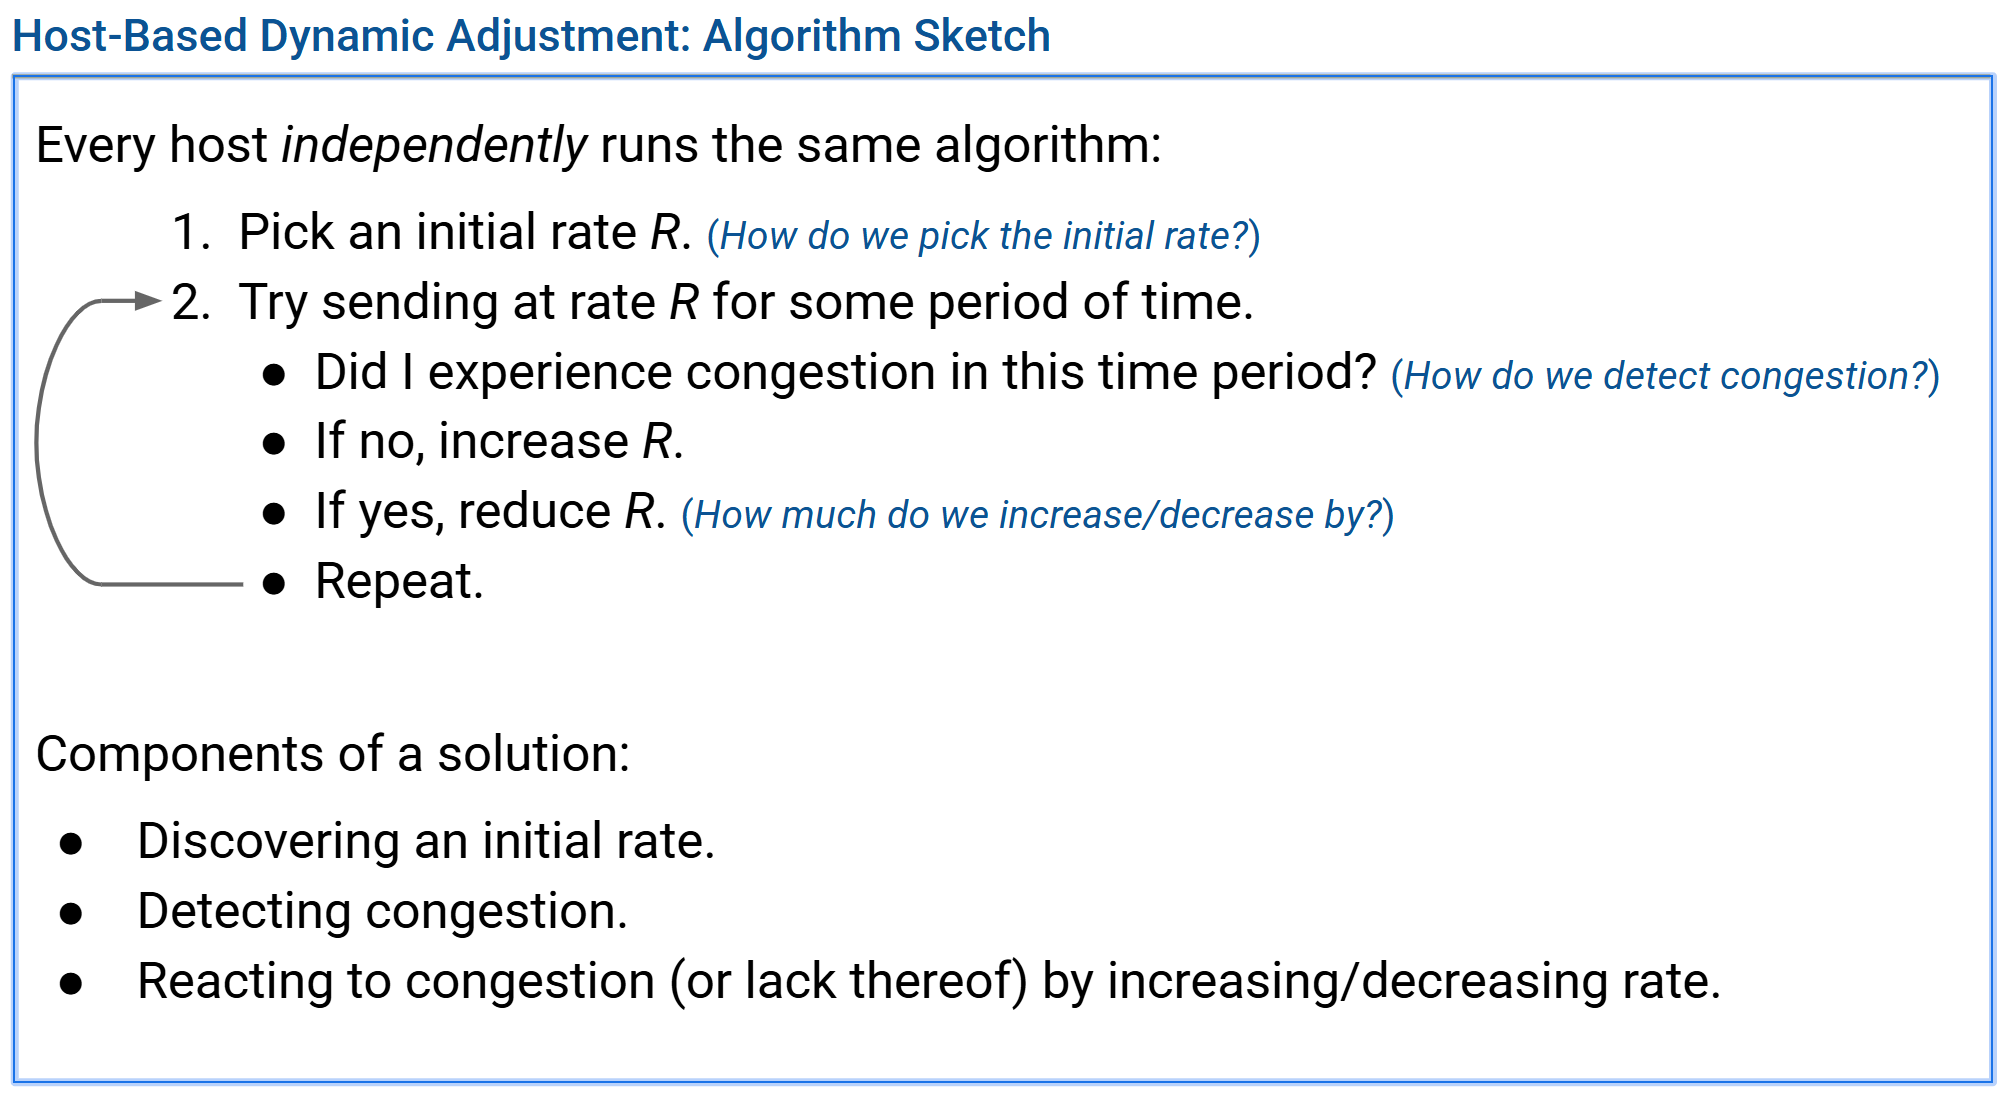 Host-Based Dynamic Adjustment: Algorithm Sketch
Every host independently runs the same algorithm:
1. Pick an initial rate R. (How do we pick the initial rate?)
2. Try sending at rate R for some period of time.
● Did I experience congestion in this time period? (How do we detect congestion?)
● If no, increase R.
● If yes, reduce R. (How much do we increase/decrease by?)
● Repeat.
Components of a solution:
● Discovering an initial rate.
● Detecting congestion.
● Reacting to congestion (or lack thereof) by increasing/decreasing rate.